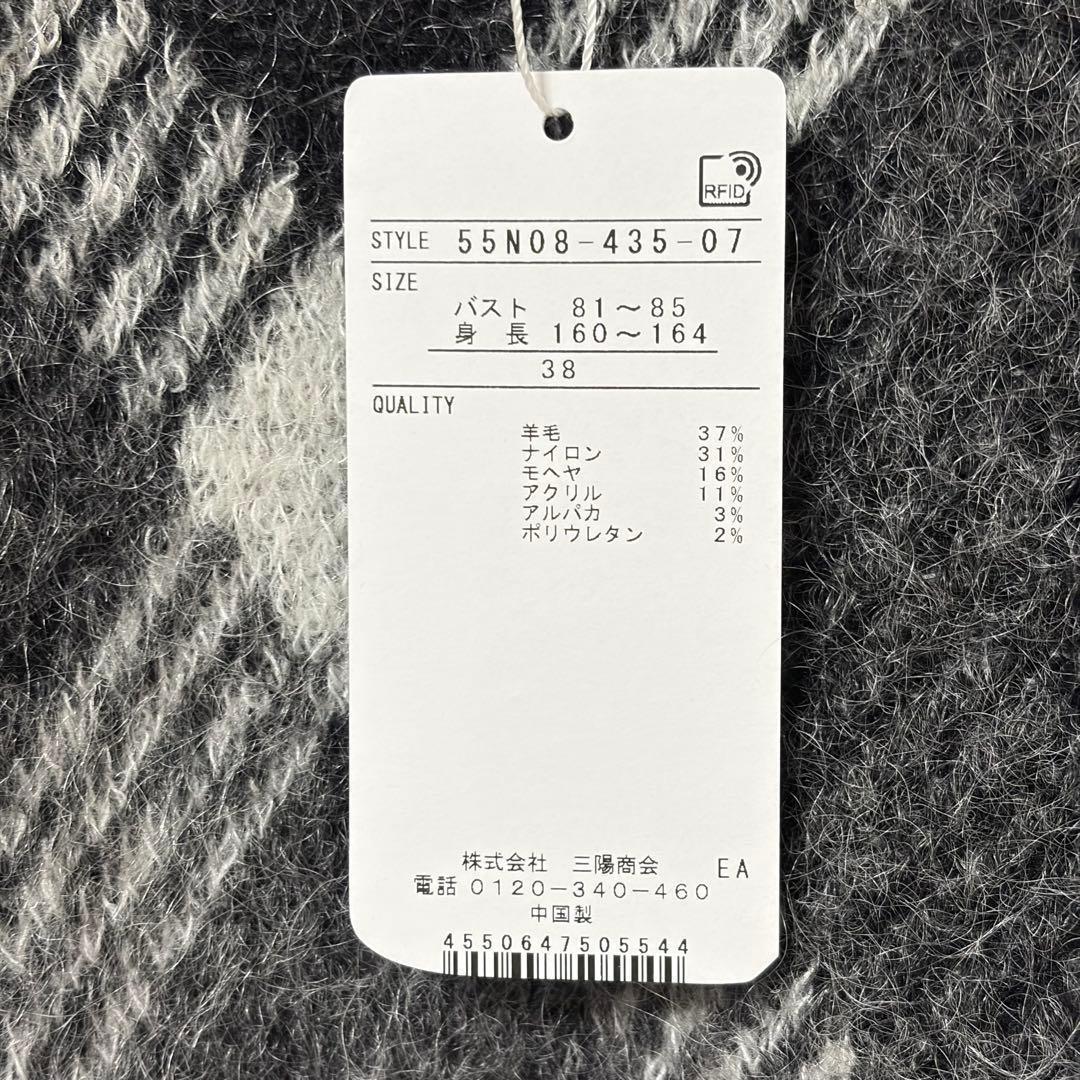 RFID
STYLE 55N08-435-07
SIZE
バスト 81～85
身長 160～164
38
QUALITY
羊毛 37%
ナイロン 31%
モヘヤ 16%
アクリル 11%
アルパカ 3%
ポリウレタン 2%
株式会社 三陽商会 EA
電話 0120-340-460
中国製
4550647505544